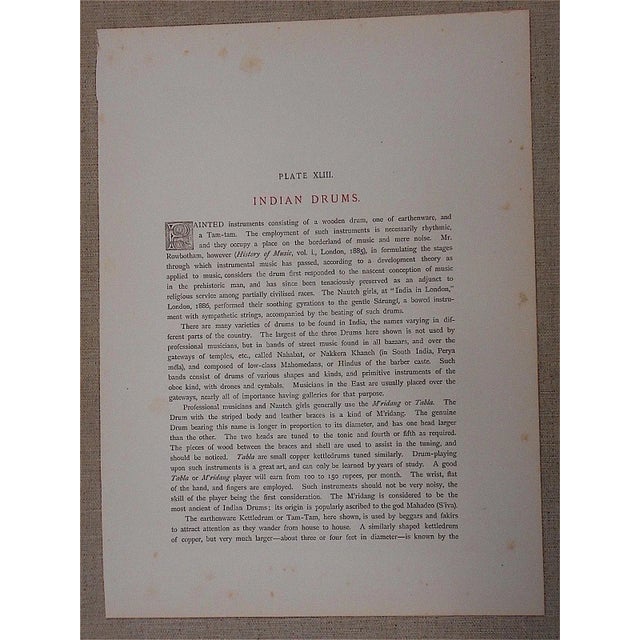 PLATE XLIII.
INDIAN DRUMS.
PAINTED instruments consisting of a wooden drum, one of earthenware, and
a Tam-tam. The employment of such instruments is necessarily rhythmic,
and they occupy a place on the borderland of music and mere noise. Mr.
Rowbotham, however (History of Music, vol. i., London, 1885), in formulating the stages
through which instrumental music has passed, according to a development theory as
applied to music, considers the drum first responded to the nascent conception of music
in the prehistoric man, and has since been tenaciously preserved as an adjunct to
religious service among partially civilised races. The Nautch girls, at "India in London,"
London, 1886, performed their soothing gyrations to the gentle Sárungí, a bowed instru-
ment with sympathetic strings, accompanied by the beating of such drums.
There are many varieties of drums to be found in India, the names varying in dif-
ferent parts of the country. The largest of the three Drums here shown is not used by
professional musicians, but in bands of street music found in all bazaars, and over the
gateways of temples, etc., called Nahabat, or Nakkera Khaneh (in South India, Perya
mēla), and composed of low-class Mahomedans, or Hindus of the barber caste. Such
bands consist of drums of various shapes and kinds, and primitive instruments of the
oboe kind, with drones and cymbals. Musicians in the East are usually placed over the
gateways, nearly all of importance having galleries for that purpose.
Professional musicians and Nautch girls generally use the M'ridang or Tabla. The
Drum with the striped body and leather braces is a kind of M'ridang. The genuine
Drum bearing this name is longer in proportion to its diameter, and has one head larger
than the other. The two heads are tuned to the tonic and fourth or fifth as required.
The pieces of wood between the braces and shell are used to assist in the tuning, and
should be noticed. Tabla are small copper kettledrums tuned similarly. Drum-playing
upon such instruments is a great art, and can only be learned by years of study. A good
Tabla or M'ridang player will earn from 100 to 150 rupees, per month. The wrist, flat
of the hand, and fingers are employed. Such instruments should not be very noisy, the
skill of the player being the first consideration. The M'ridang is considered to be the
most ancient of Indian Drums; its origin is popularly ascribed to the god Mahadeo (S'iva).
The earthenware Kettledrum or Tam-Tam, here shown, is used by beggars and fakírs
to attract attention as they wander from house to house. A similarly shaped kettledrum
of copper, but very much larger—about three or four feet in diameter—is known by the